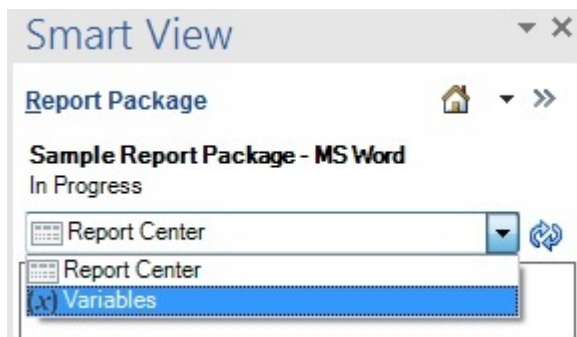 Smart View
Report Package
Sample Report Package - MS Word
In Progress
Report Center
Report Center
(x) Variables